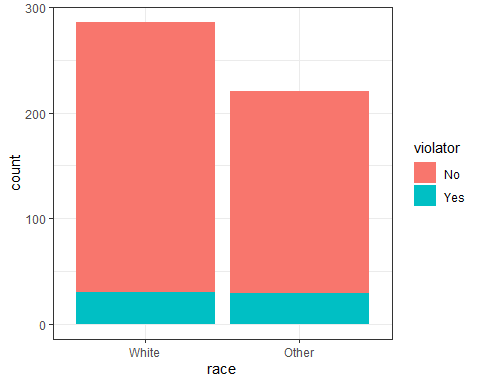 300
200
100
0
count
White
Other
race
violator
No
Yes